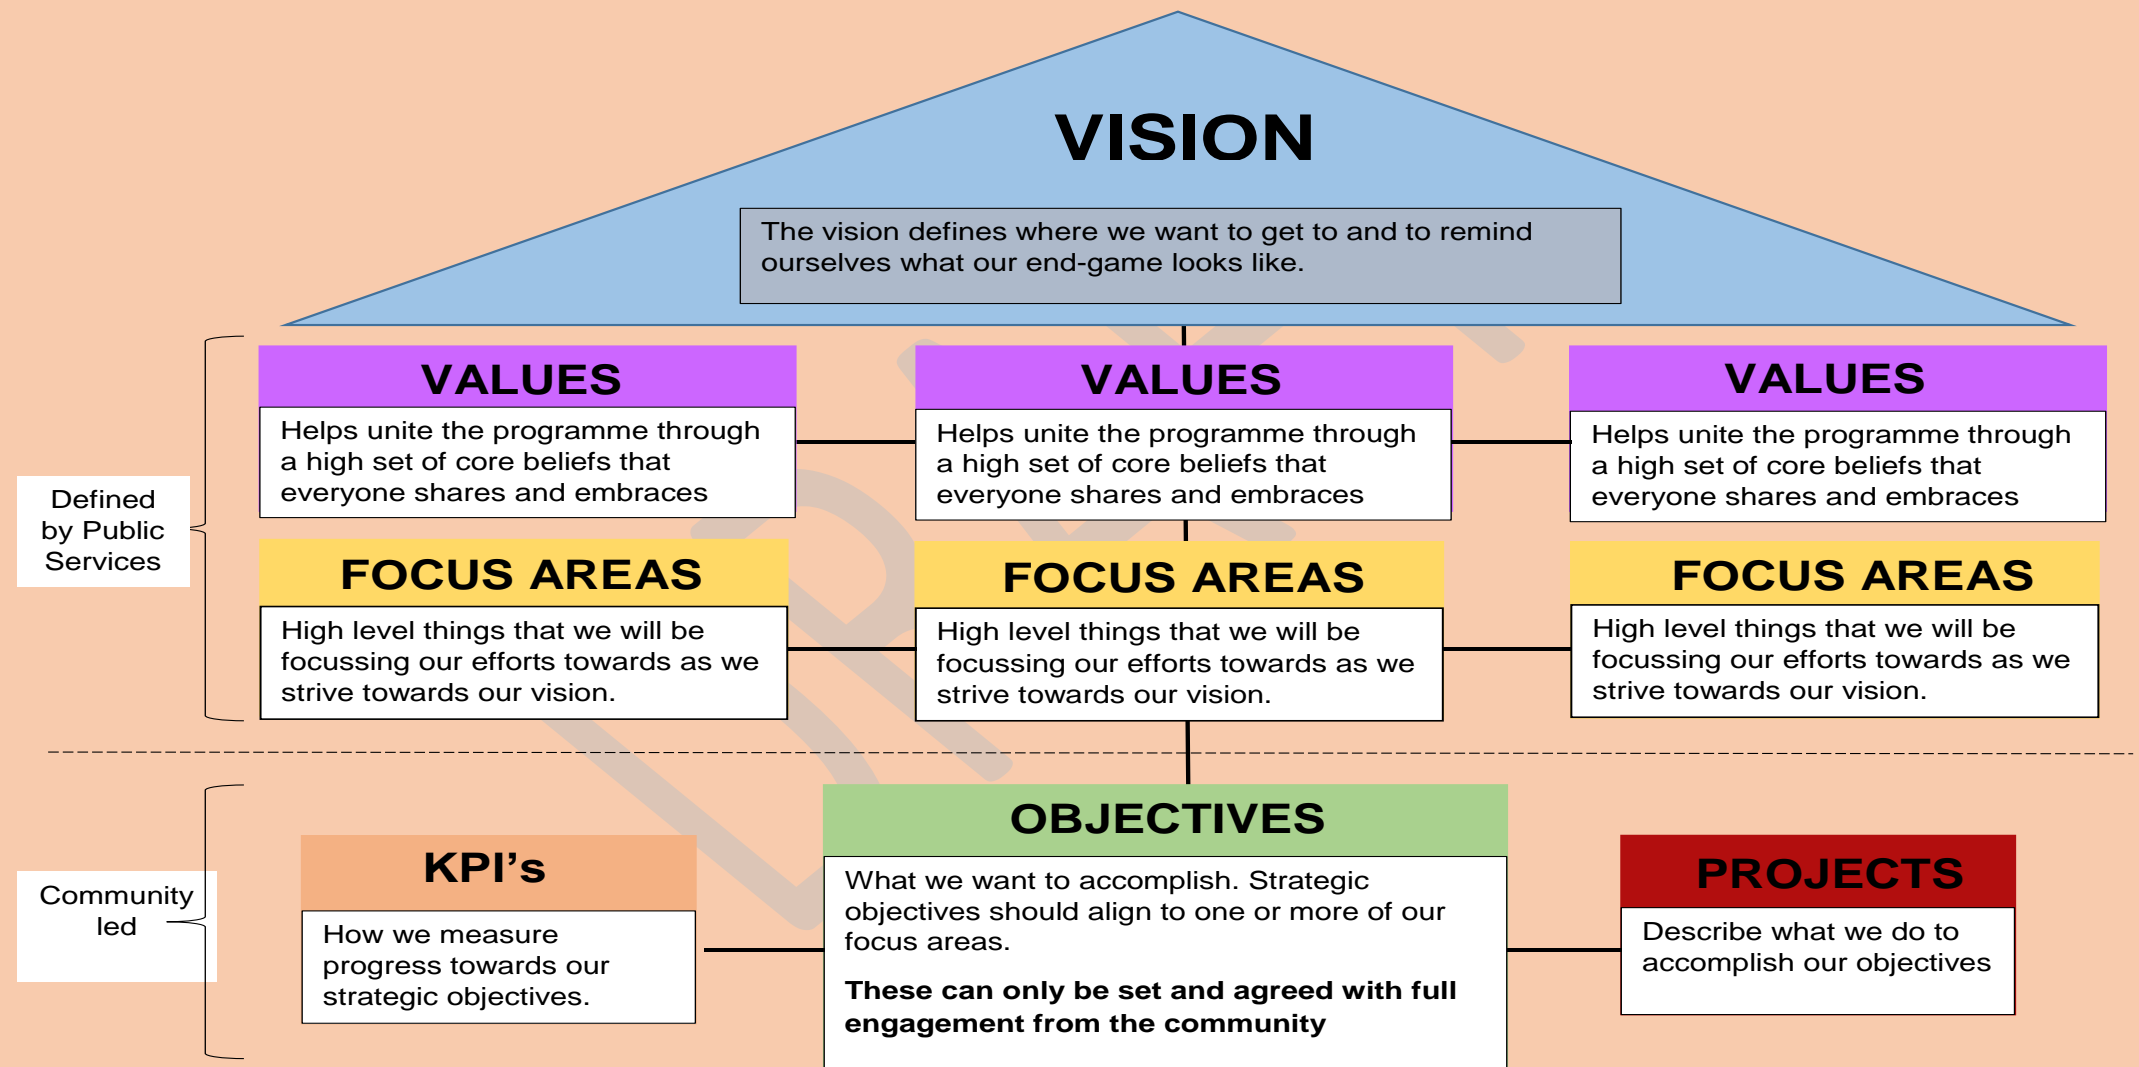 VISION
The vision defines where we want to get to and to remind
ourselves what our end-game looks like.
VALUES
Helps unite the programme through
a high set of core beliefs that
everyone shares and embraces
VALUES
Helps unite the programme through
a high set of core beliefs that
everyone shares and embraces
VALUES
Helps unite the programme through
a high set of core beliefs that
everyone shares and embraces
Defined
by Public
Services
FOCUS AREAS
High level things that we will be
focussing our efforts towards as we
strive towards our vision.
FOCUS AREAS
High level things that we will be
focussing our efforts towards as we
strive towards our vision.
FOCUS AREAS
High level things that we will be
focussing our efforts towards as we
strive towards our vision.
Community
led
KPI’s
How we measure
progress towards our
strategic objectives.
OBJECTIVES
What we want to accomplish. Strategic
objectives should align to one or more of our
focus areas.
These can only be set and agreed with full
engagement from the community
PROJECTS
Describe what we do to
accomplish our objectives
DRAFT